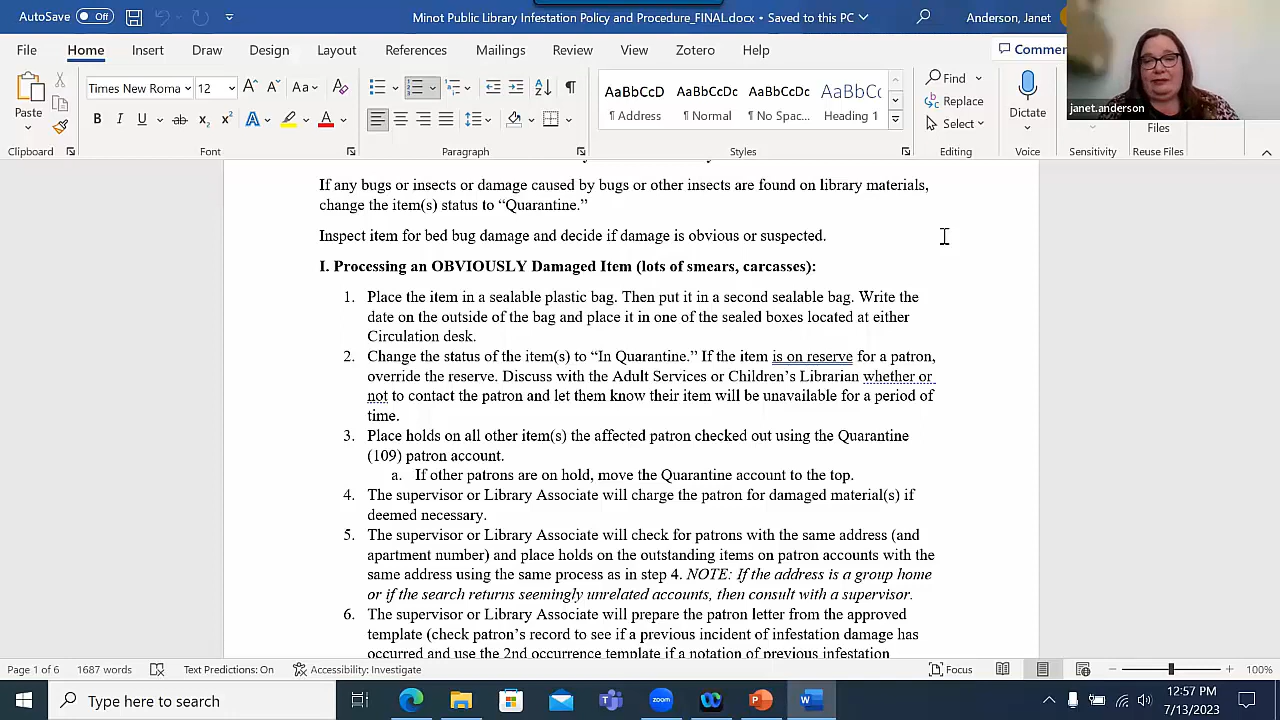 AutoSave Off Minot Public Library Infestation Policy and Procedure_FINAL.docx • Saved to this PC Anderson, Janet
File Home Insert Draw Design Layout References Mailings Review View Zotero Help Commer
Paste Times New Roma 12 A A Aa A AaBbCcD AaBbCcDc AaBbCcDc AaBbCc Find Replace Select Dictate janet.anderson
B I U ab x₂ x² A A ¶ Address ¶ Normal ¶ No Spac... Heading 1 Files
Clipboard Font Paragraph Styles Editing Voice Sensitivity Reuse Files
If any bugs or insects or damage caused by bugs or other insects are found on library materials,
change the item(s) status to “Quarantine.”
Inspect item for bed bug damage and decide if damage is obvious or suspected.
I. Processing an OBVIOUSLY Damaged Item (lots of smears, carcasses):
1. Place the item in a sealable plastic bag. Then put it in a second sealable bag. Write the
date on the outside of the bag and place it in one of the sealed boxes located at either
Circulation desk.
2. Change the status of the item(s) to “In Quarantine.” If the item is on reserve for a patron,
override the reserve. Discuss with the Adult Services or Children’s Librarian whether or
not to contact the patron and let them know their item will be unavailable for a period of
time.
3. Place holds on all other item(s) the affected patron checked out using the Quarantine
(109) patron account.
a. If other patrons are on hold, move the Quarantine account to the top.
4. The supervisor or Library Associate will charge the patron for damaged material(s) if
deemed necessary.
5. The supervisor or Library Associate will check for patrons with the same address (and
apartment number) and place holds on the outstanding items on patron accounts with the
same address using the same process as in step 4. NOTE: If the address is a group home
or if the search returns seemingly unrelated accounts, then consult with a supervisor.
6. The supervisor or Library Associate will prepare the patron letter from the approved
template (check patron’s record to see if a previous incident of infestation damage has
occurred and use the 2nd occurrence template if a notation of previous infestation
Page 1 of 6 1687 words Text Predictions: On Accessibility: Investigate Focus 100%
Type here to search zoom 12:57 PM
7/13/2023